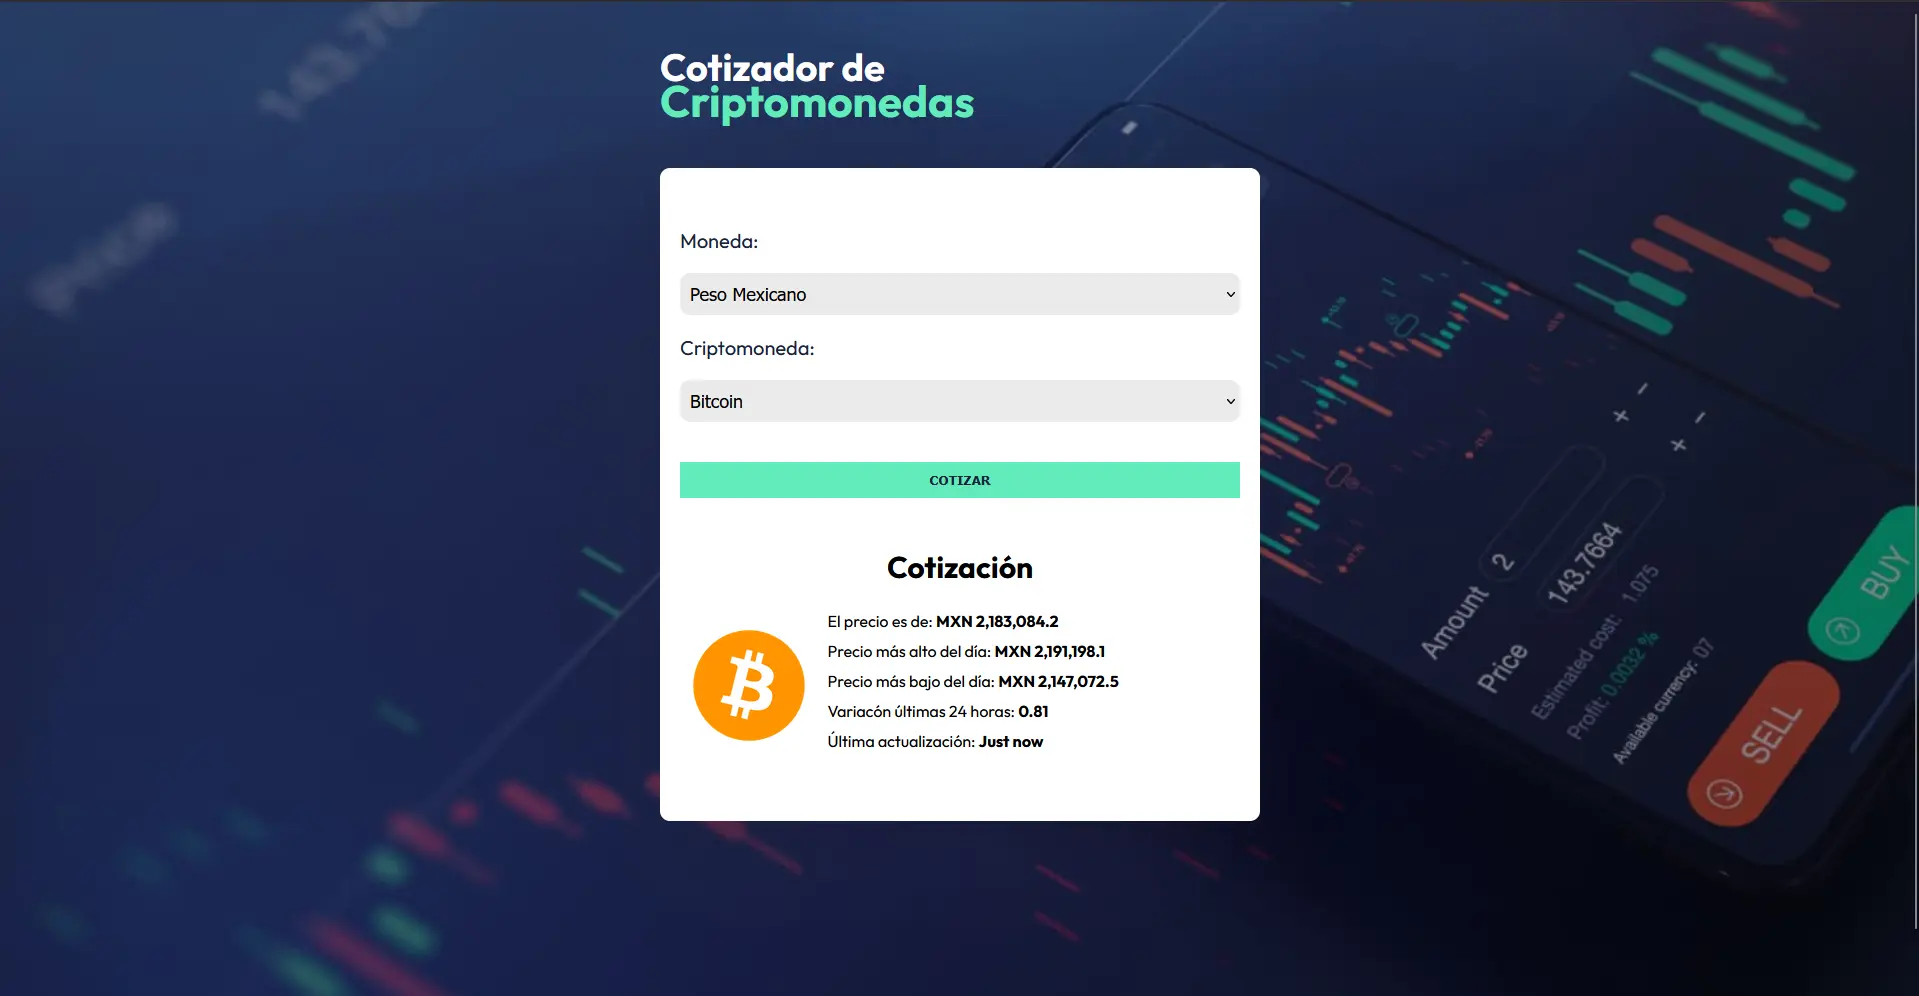 Cotizador de
Criptomonedas
Moneda:
Peso Mexicano
Criptomoneda:
Bitcoin
COTIZAR
Cotización
El precio es de: MXN 2,183,084.2
Precio más alto del día: MXN 2,191,198.1
Precio más bajo del día: MXN 2,147,072.5
Variacón últimas 24 horas: 0.81
Última actualización: Just now
Amount 2
Price 143.7664
Estimated cost: 1.075
Profit: 0.0032 %
Available currency: 07
BUY
SELL